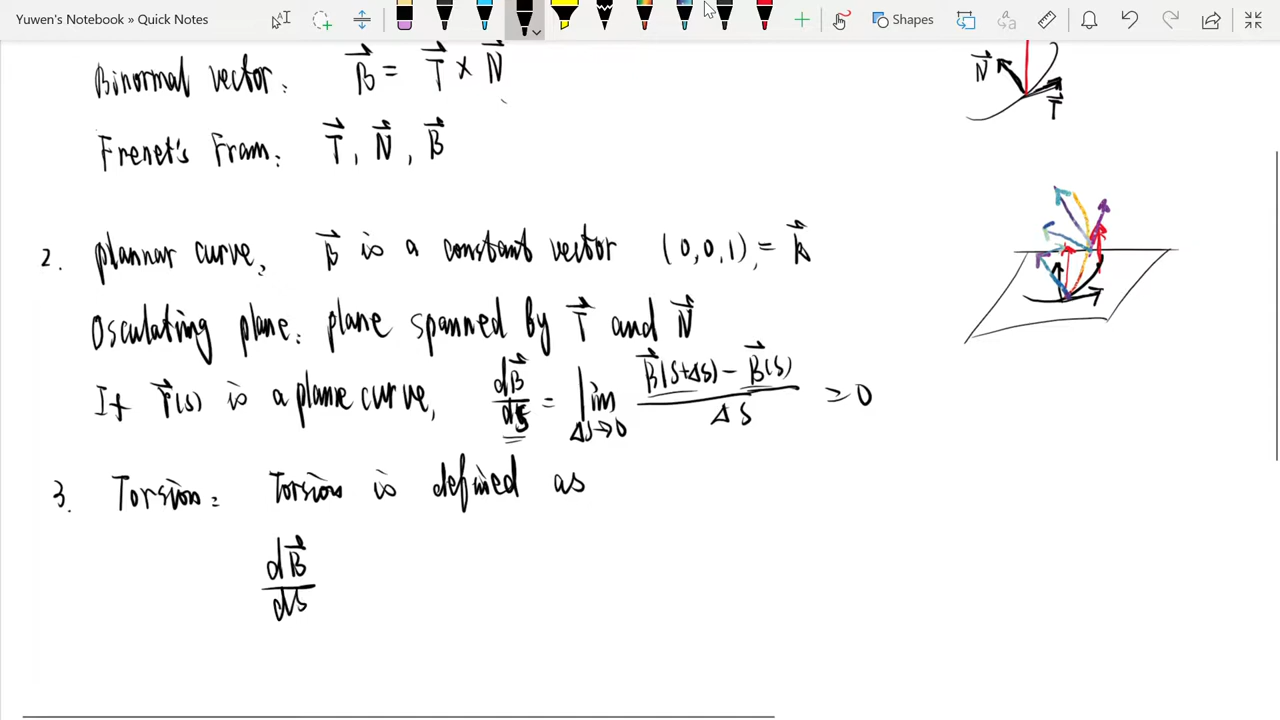 Yuwen's Notebook » Quick Notes
Shapes
Binormal vector: B⃗ = T⃗ × N⃗
N⃗
T⃗
Frenet's Fram: T⃗, N⃗, B⃗
2. plannar curve, B⃗ is a constant vector (0,0,1), = k⃗
Osculating plane: plane spanned by T⃗ and N⃗
If r⃗(s) is a plane curve, dB⃗/ds = lim Δs→0 (B⃗(s+Δs) − B⃗(s))/Δs = 0
3. Torsion: Torsion is defined as
dB⃗/ds